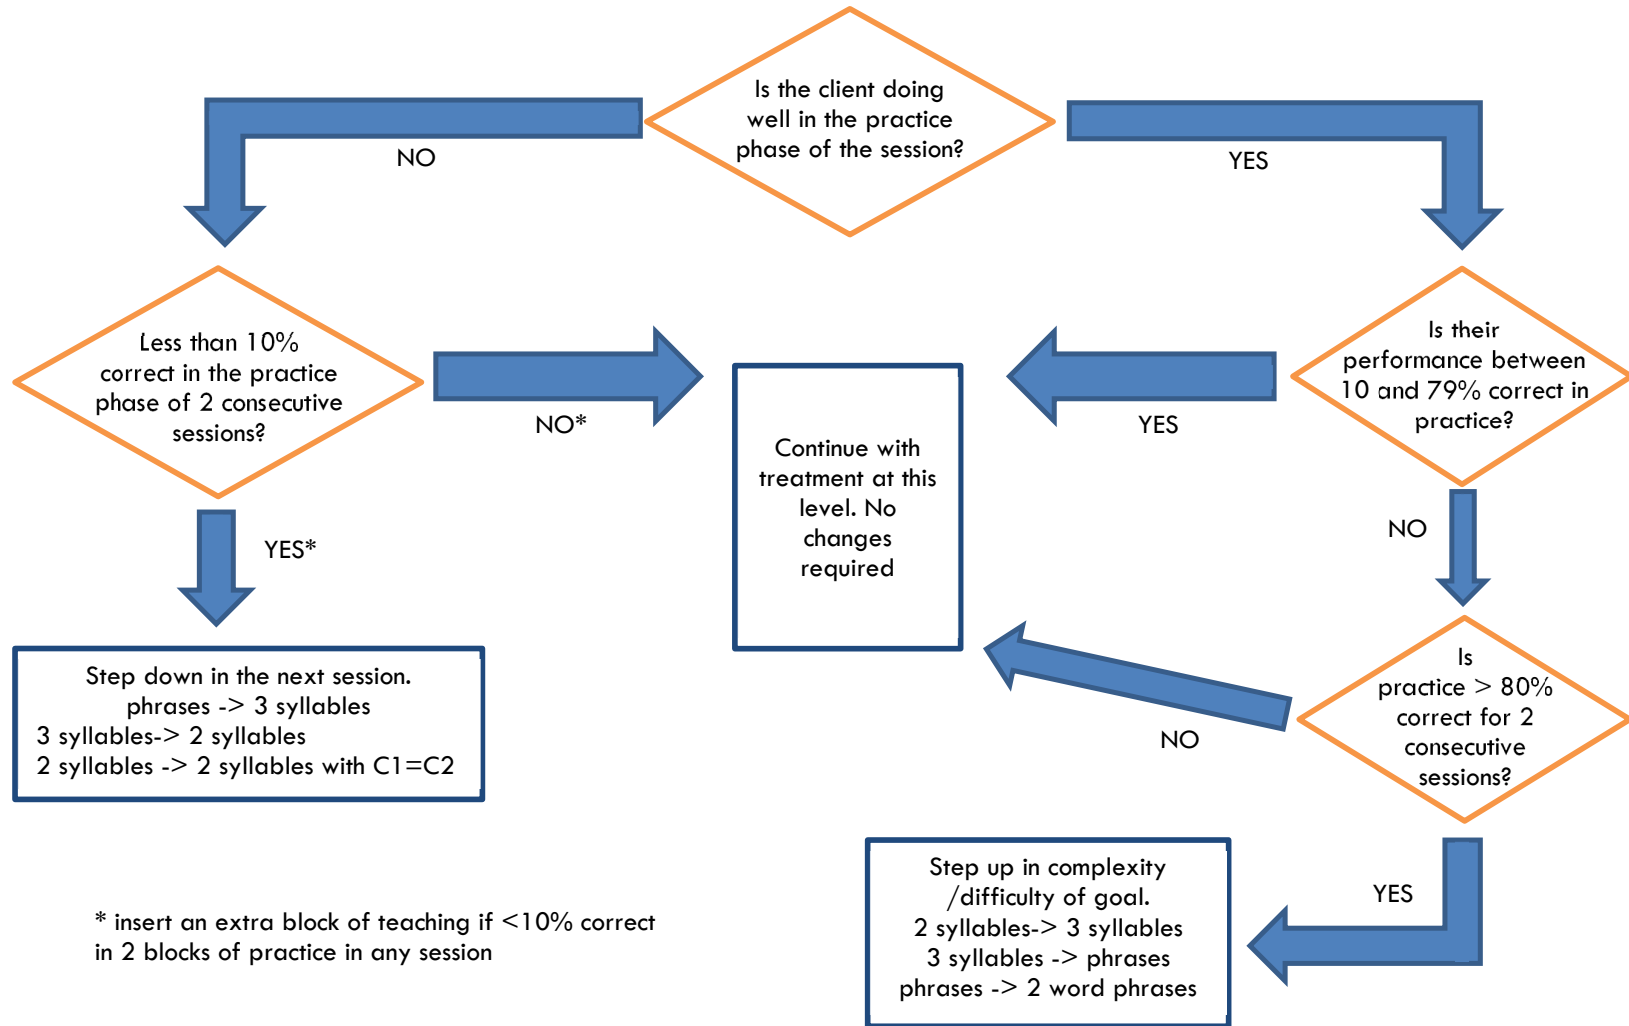 Is the client doing
well in the practice
phase of the session?
NO
YES
Less than 10%
correct in the practice
phase of 2 consecutive
sessions?
NO*
YES*
Step down in the next session.
phrases -> 3 syllables
3 syllables-> 2 syllables
2 syllables -> 2 syllables with C1=C2
Continue with
treatment at this
level. No
changes
required
Is their
performance between
10 and 79% correct in
practice?
YES
NO
Is
practice > 80%
correct for 2
consecutive
sessions?
NO
YES
Step up in complexity
/difficulty of goal.
2 syllables-> 3 syllables
3 syllables -> phrases
phrases -> 2 word phrases
* insert an extra block of teaching if <10% correct
in 2 blocks of practice in any session